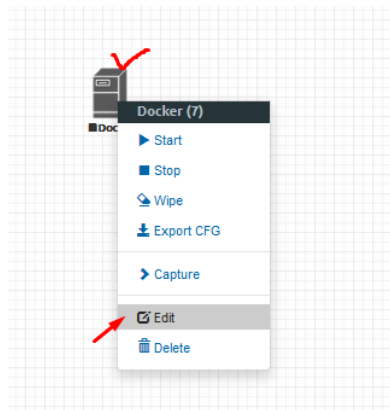 Doc
Docker (7)
Start
Stop
Wipe
Export CFG
Capture
Edit
Delete